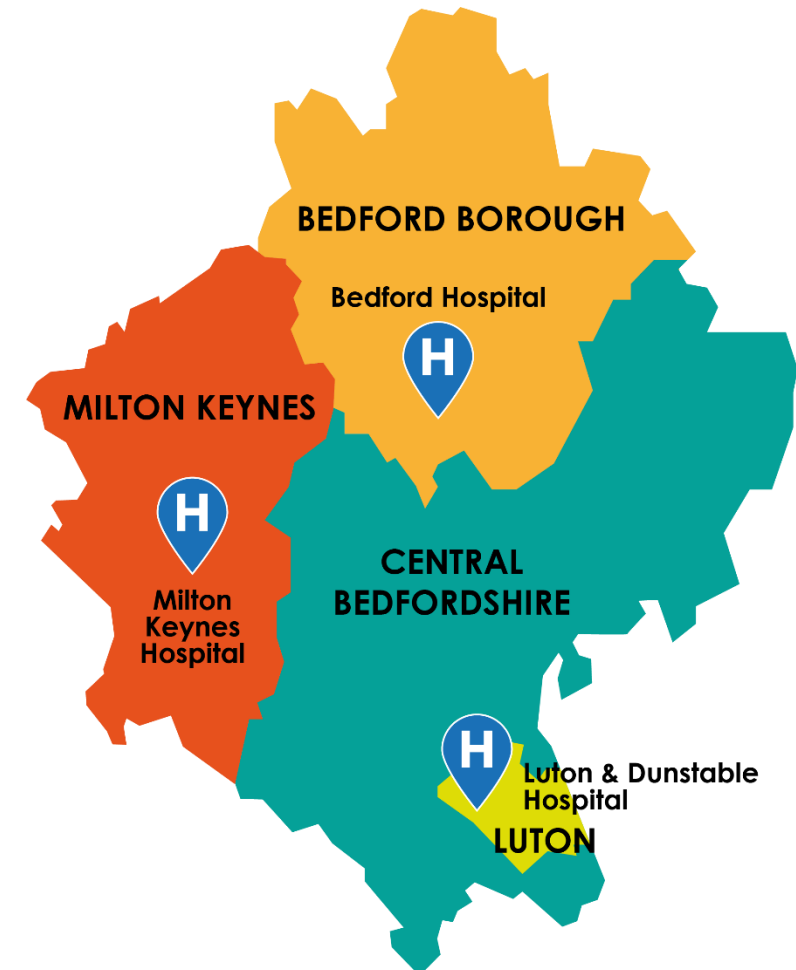 BEDFORD BOROUGH
Bedford Hospital
H
MILTON KEYNES
H
Milton
Keynes
Hospital
CENTRAL
BEDFORDSHIRE
H
Luton & Dunstable
Hospital
LUTON